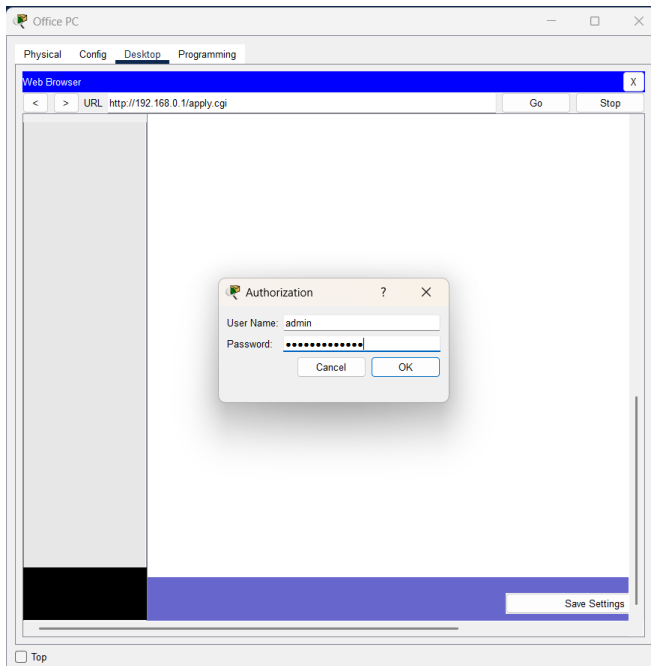 Office PC
Physical Config Desktop Programming
Web Browser X
< > URL http://192.168.0.1/apply.cgi Go Stop
Authorization ?
User Name: admin
Password: •••••••••••••
Cancel OK
Save Settings
Top